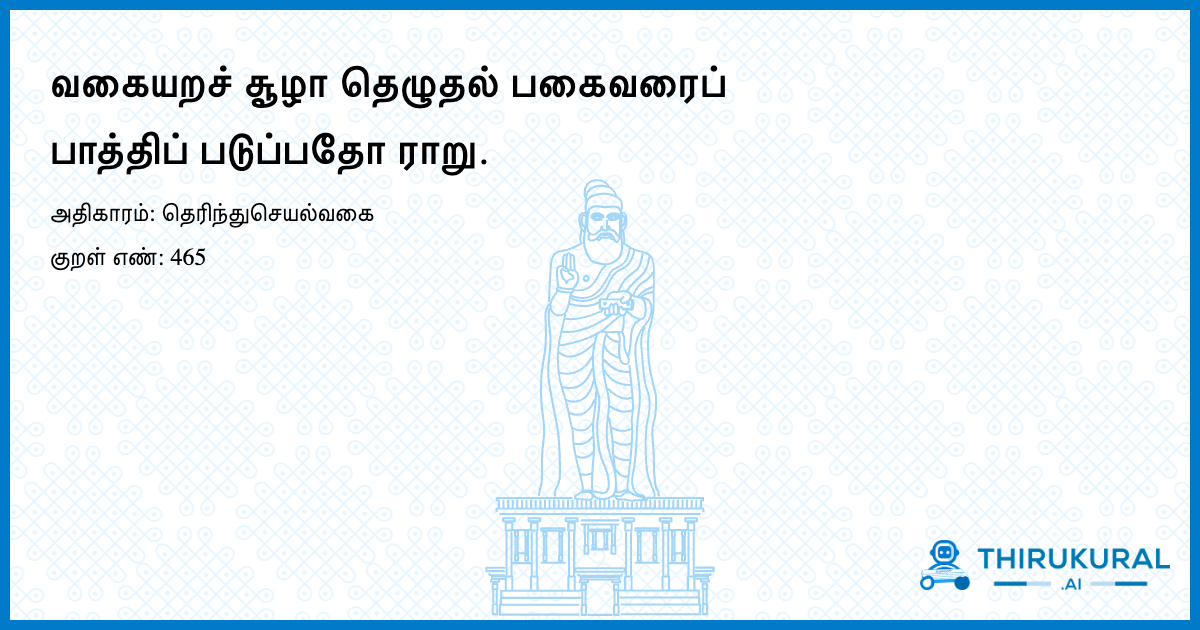 வகையறச் சூழா தெழுதல் பகைவரைப்
பாத்திப் படுப்பதோ ராறு.
அதிகாரம்: தெரிந்துசெயல்வகை
குறள் எண்: 465
THIRUKURAL
.AI